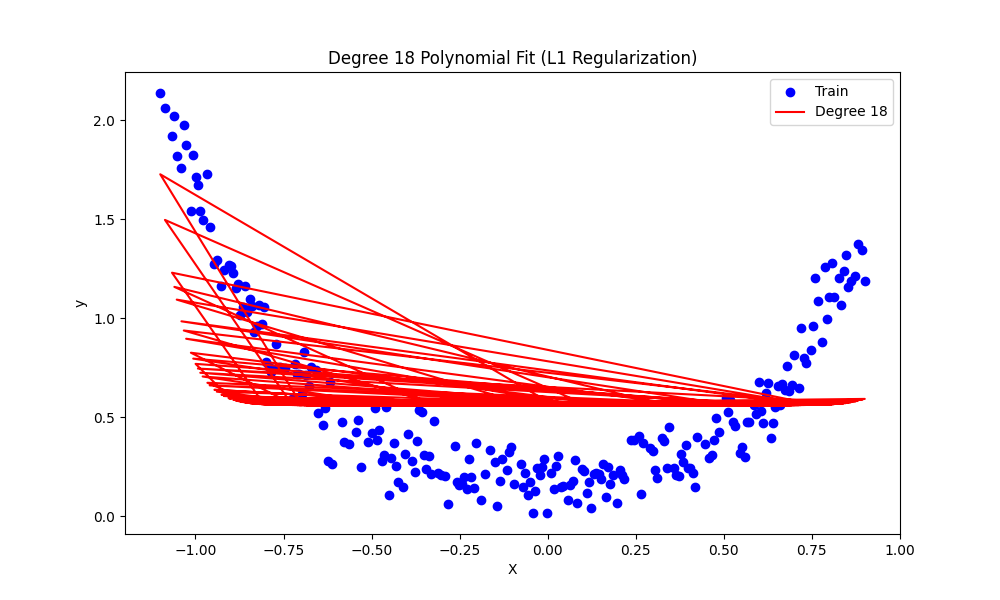 Degree 18 Polynomial Fit (L1 Regularization)
Train
Degree 18
y
2.0
1.5
1.0
0.5
0.0
−1.00
−0.75
−0.50
−0.25
0.00
0.25
0.50
0.75
1.00
X